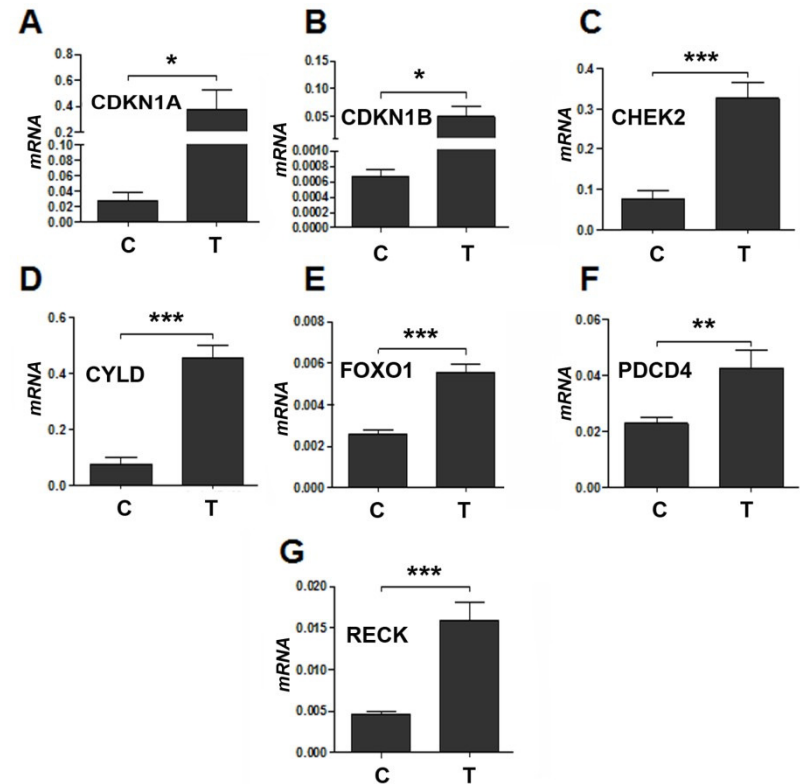 A
mRNA
0.8
0.6
0.4
0.2
0.10
0.08
0.06
0.04
0.02
0.00
*
CDKN1A
C T
B
mRNA
0.15
0.10
0.05
0.0010
0.0008
0.0006
0.0004
0.0002
0.0000
*
CDKN1B
C T
C
mRNA
0.4
0.3
0.2
0.1
0.0
***
CHEK2
C T
D
mRNA
0.6
0.4
0.2
0.0
***
CYLD
C T
E
mRNA
0.008
0.006
0.004
0.002
0.000
***
FOXO1
C T
F
mRNA
0.06
0.04
0.02
0.00
**
PDCD4
C T
G
mRNA
0.020
0.015
0.010
0.005
0.000
***
RECK
C T